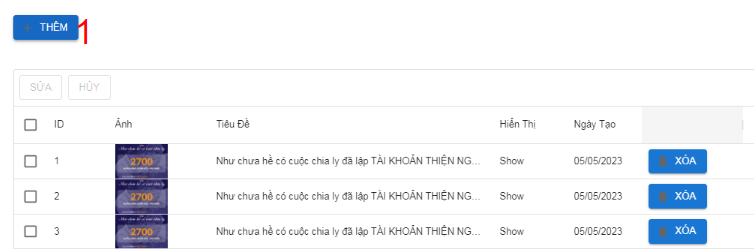 + THÊM 1
SỬA HỦY
ID Ảnh Tiêu Đề Hiển Thị Ngày Tạo
1 2700 Như chưa hề có cuộc chia ly đã lập TÀI KHOẢN THIỆN NG... Show 05/05/2023 XÓA
2 2700 Như chưa hề có cuộc chia ly đã lập TÀI KHOẢN THIỆN NG... Show 05/05/2023 XÓA
3 2700 Như chưa hề có cuộc chia ly đã lập TÀI KHOẢN THIỆN NG... Show 05/05/2023 XÓA